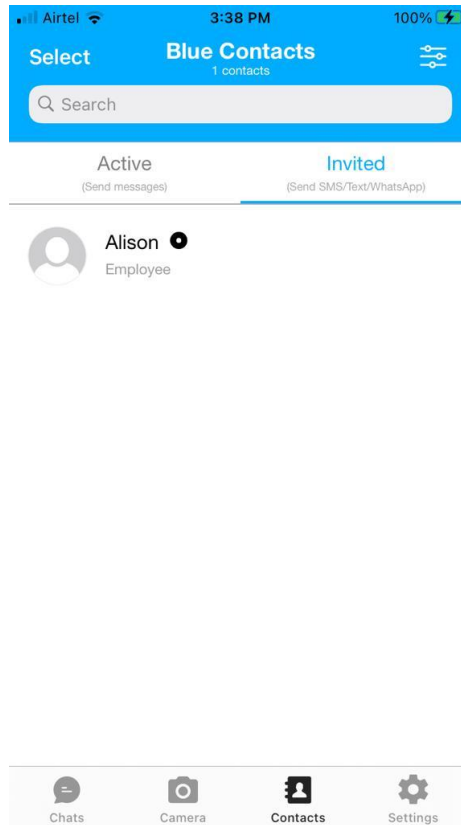 Airtel 3:38 PM 100%
Select Blue Contacts
1 contacts
Search
Active Invited
(Send messages) (Send SMS/Text/WhatsApp)
Alison
Employee
Chats Camera Contacts Settings